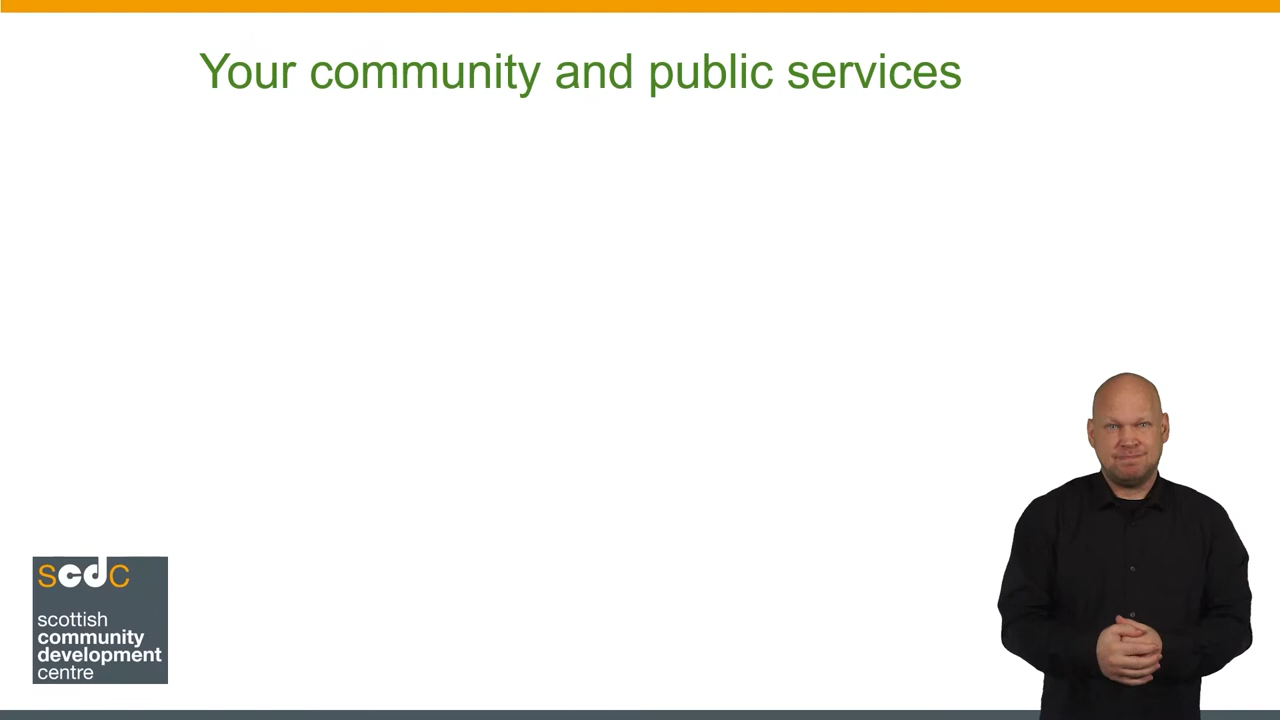 Your community and public services
scdc
scottish
community
development
centre